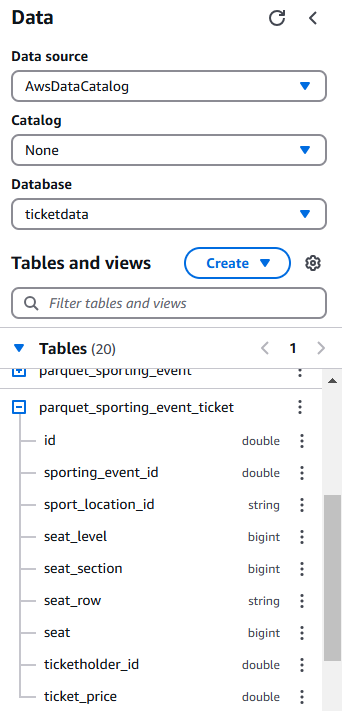 Data
Data source
AwsDataCatalog
Catalog
None
Database
ticketdata
Tables and views
Create
Filter tables and views
Tables (20)
1
parquet_sporting_event
parquet_sporting_event_ticket
id double
sporting_event_id double
sport_location_id string
seat_level bigint
seat_section bigint
seat_row string
seat bigint
ticketholder_id double
ticket_price double